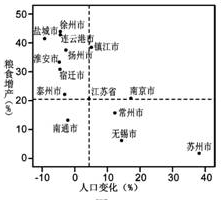 粮食增产(%)
50
40
30
20
10
0
徐州市
盐城市
连云港市
镇江市
扬州市
淮安市
宿迁市
泰州市
江苏省
南京市
常州市
南通市
无锡市
苏州市
-10
0
10
20
30
40
人口变化(%)